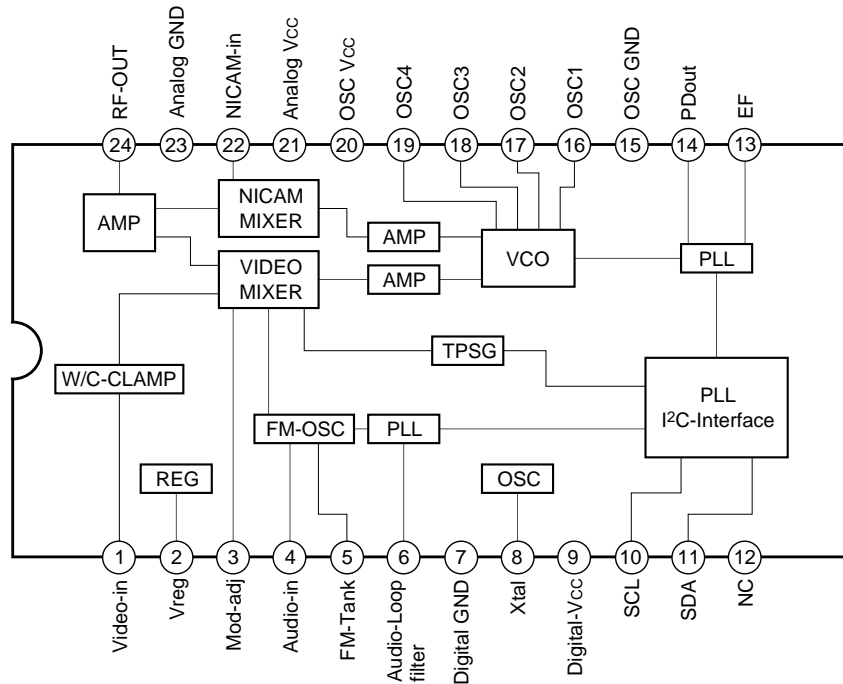 RF-OUT
Analog GND
NICAM-in
Analog Vcc
OSC Vcc
OSC4
OSC3
OSC2
OSC1
OSC GND
PDout
EF
24
23
22
21
20
19
18
17
16
15
14
13
NICAM
MIXER
AMP
AMP
VCO
PLL
VIDEO
MIXER
AMP
TPSG
W/C-CLAMP
PLL
I²C-Interface
FM-OSC
PLL
REG
OSC
1
2
3
4
5
6
7
8
9
10
11
12
Video-in
Vreg
Mod-adj
Audio-in
FM-Tank
Audio-Loop
filter
Digital GND
Xtal
Digital-Vcc
SCL
SDA
NC